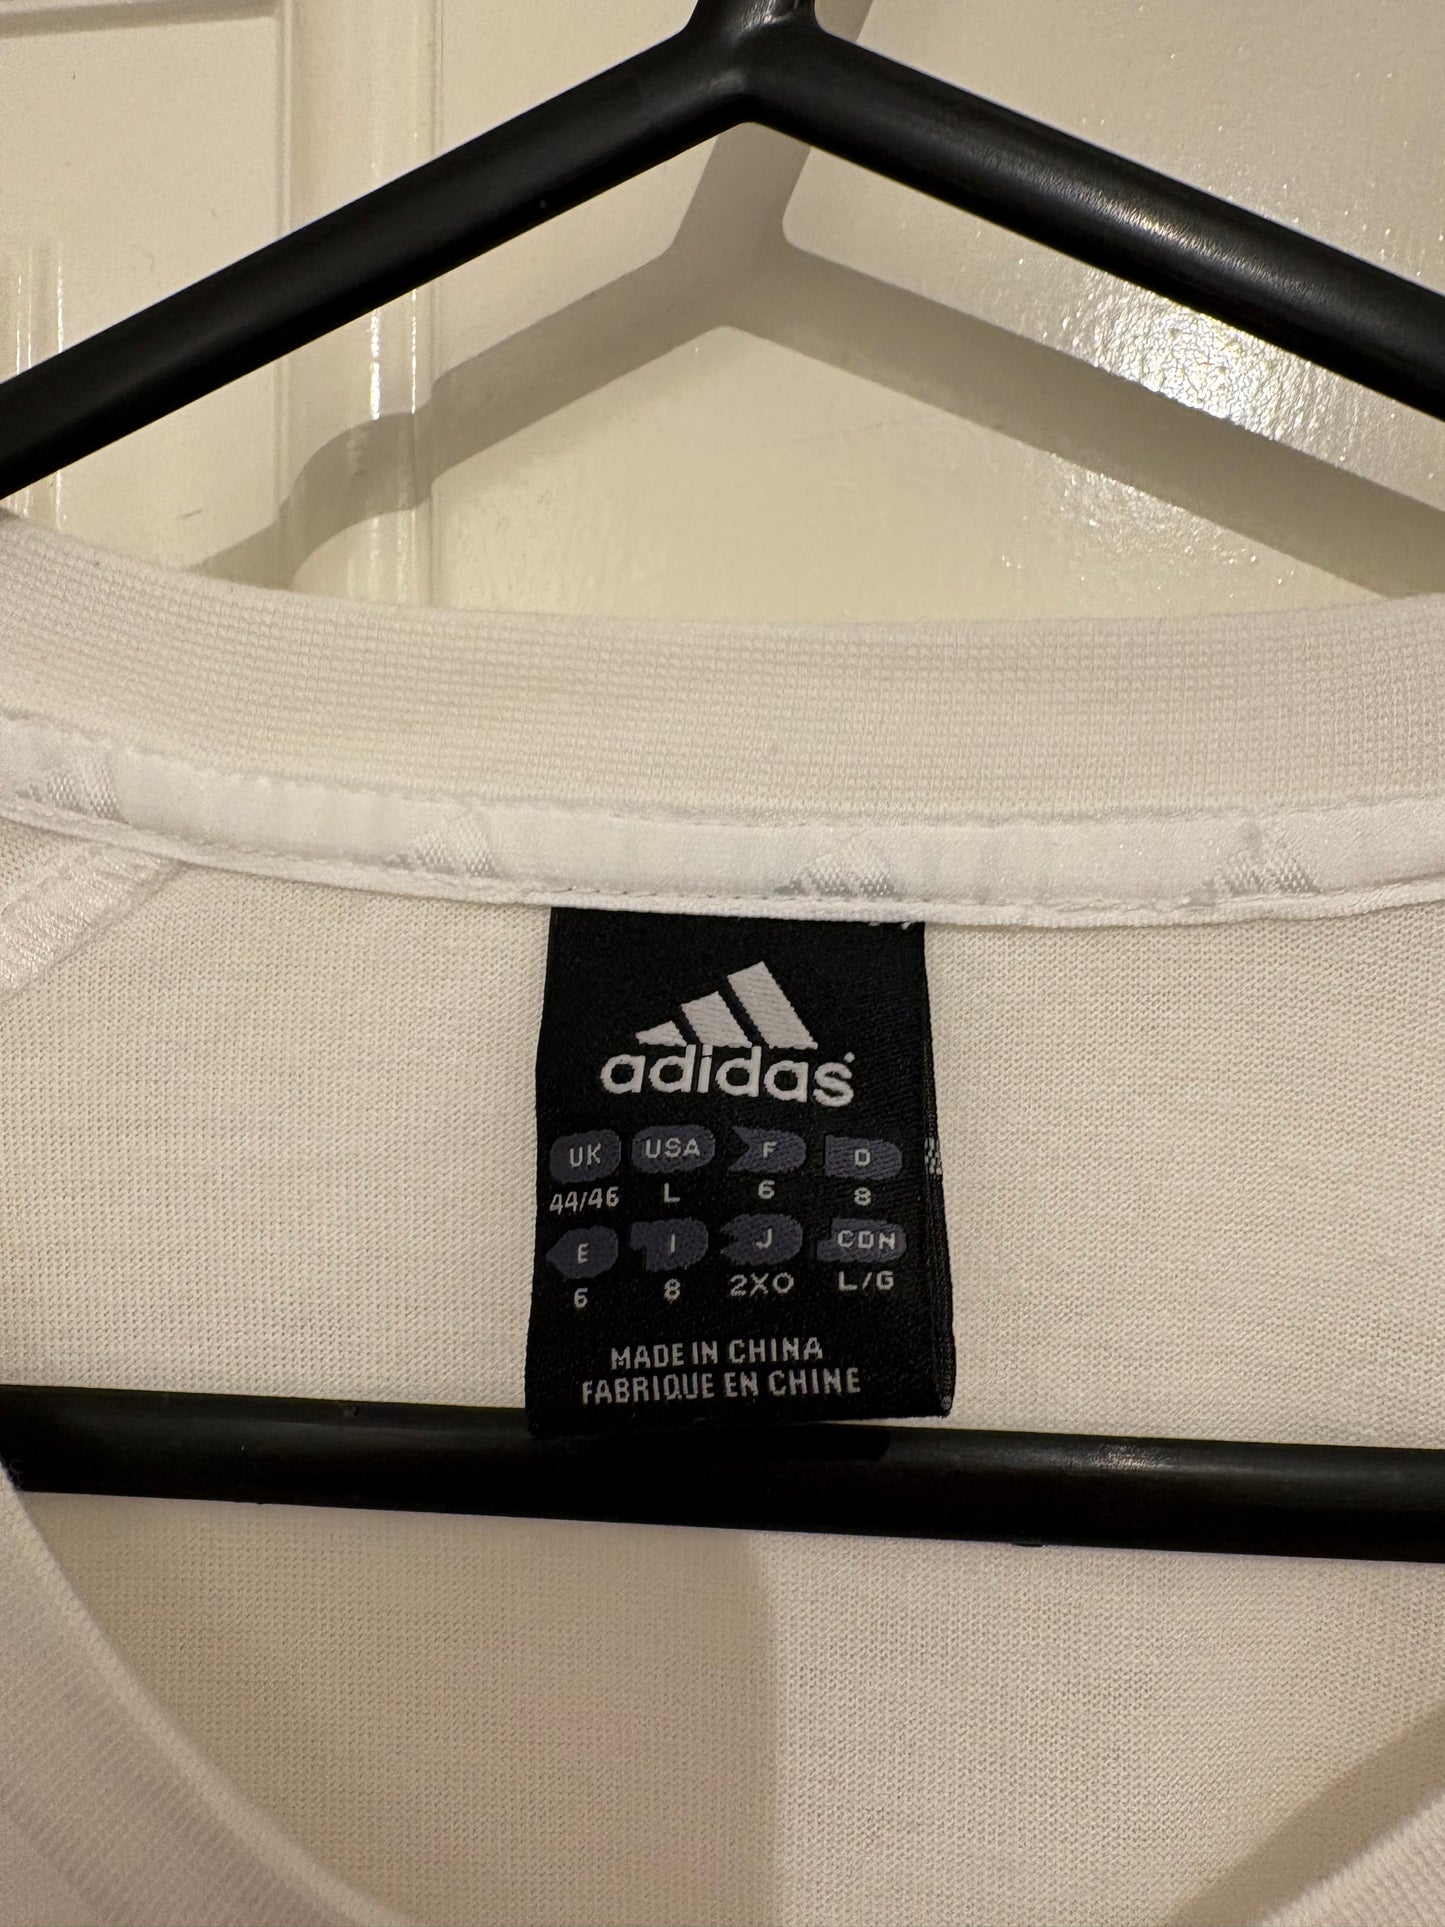 adidas
UK USA F D
44/46 L 6 8
E I J CDN
6 8 2XO L/G
MADE IN CHINA
FABRIQUE EN CHINE